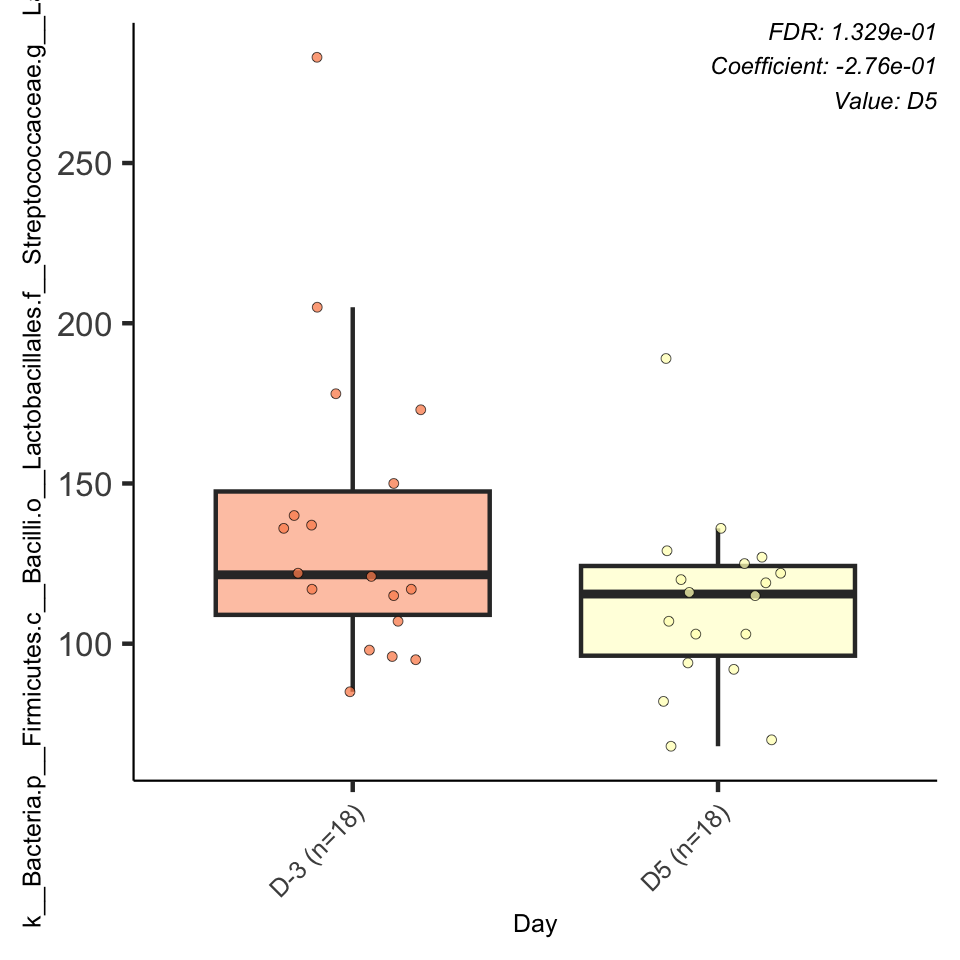 FDR: 1.329e-01
Coefficient: -2.76e-01
Value: D5
k__Bacteria.p__Firmicutes.c__Bacilli.o__Lactobacillales.f__Streptococcaceae.g__La
250
200
150
100
D-3 (n=18)
D5 (n=18)
Day